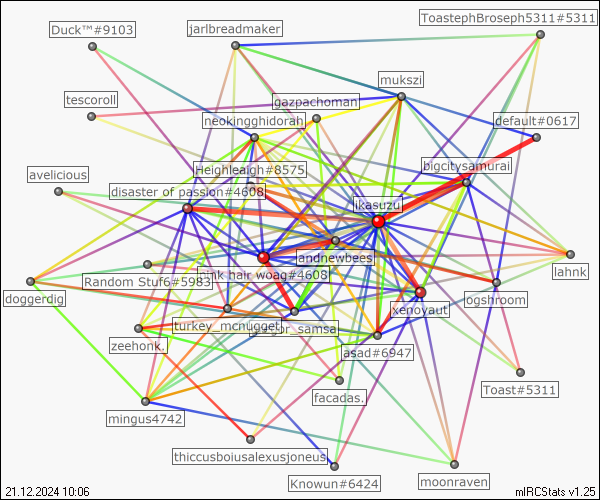 ToastephBroseph5311#5311
Duck™#9103
jarlbreadmaker
mukszi
tescoroll
gazpachoman
neokingghidorah
default#0617
Heighleaigh#8575
bigcitysamurai
avelicious
disaster of passion#4608
ikasuzu
andnewbees
lahnk
Random Stuf6#5983
pink hair woag#4608
doggerdig
ogshroom
xenoyaut
turkey_mcnugget
gregor_samsa
zeehonk.
asad#6947
facadas.
Toast#5311
mingus4742
thiccusboiusalexusjoneus
moonraven
Knowun#6424
21.12.2024 10:06
mIRCStats v1.25